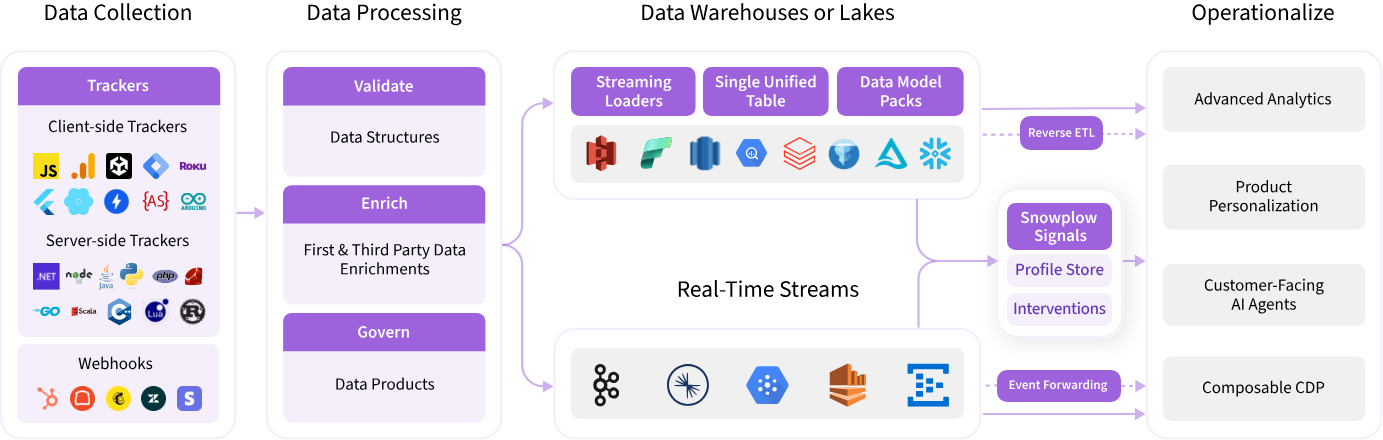 Data Collection
Data Processing
Data Warehouses or Lakes
Operationalize
Trackers
Client-side Trackers
JS
Roku
{AS}
ARDUINO
Server-side Trackers
.NET
node
Java
php
GO
Scala
C++
Lua
R
Webhooks
S
Validate
Data Structures
Enrich
First & Third Party Data
Enrichments
Govern
Data Products
Streaming
Loaders
Single Unified
Table
Data Model
Packs
Real-Time Streams
Reverse ETL
Snowplow
Signals
Profile Store
Interventions
Event Forwarding
Advanced Analytics
Product
Personalization
Customer-Facing
AI Agents
Composable CDP